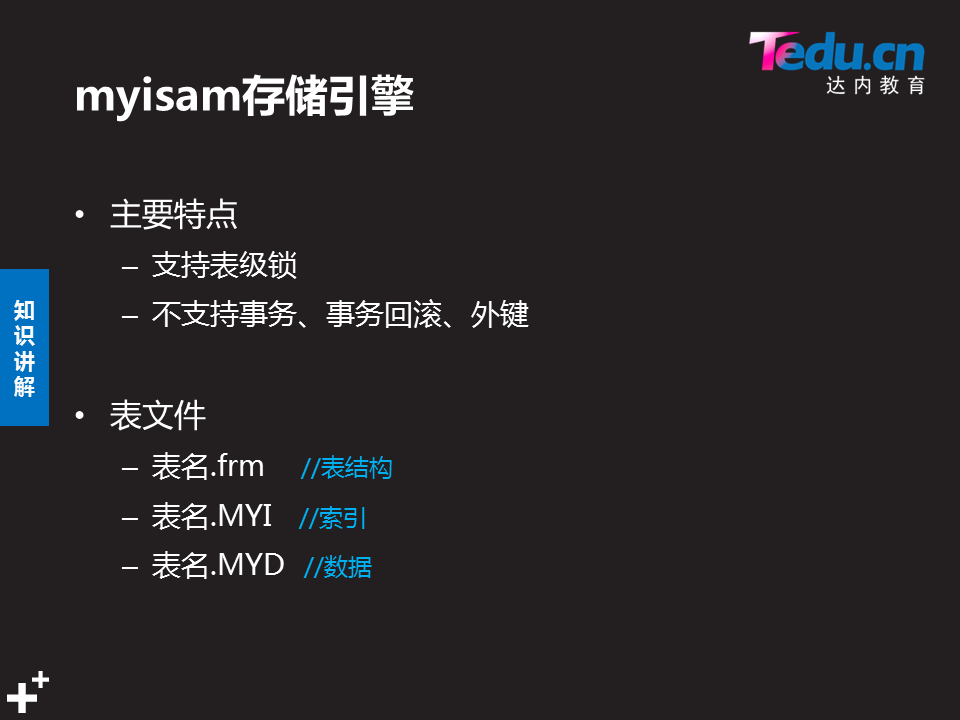 Tedu.cn
达内教育
myisam存储引擎
• 主要特点
– 支持表级锁
– 不支持事务、事务回滚、外键
知识讲解
• 表文件
– 表名.frm //表结构
– 表名.MYI //索引
– 表名.MYD //数据